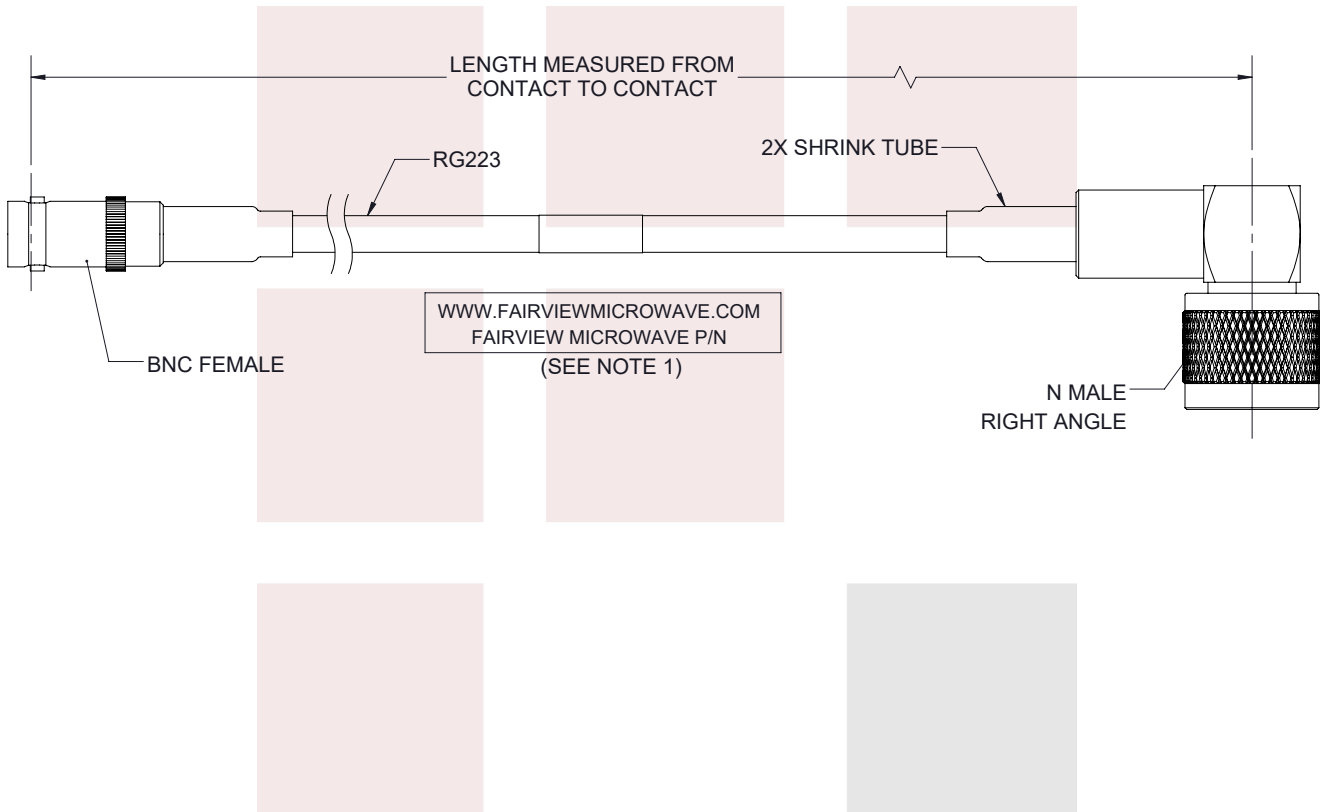 LENGTH MEASURED FROM
CONTACT TO CONTACT
RG223
2X SHRINK TUBE
WWW.FAIRVIEWMICROWAVE.COM
FAIRVIEW MICROWAVE P/N
(SEE NOTE 1)
BNC FEMALE
N MALE
RIGHT ANGLE